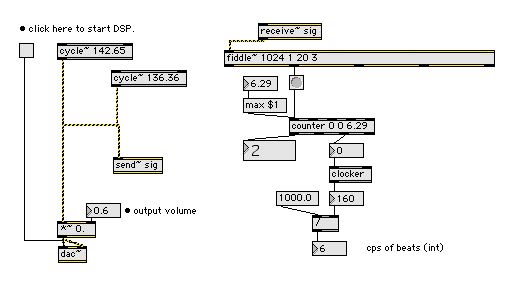 ● click here to start DSP.
cycle~ 142.65
cycle~ 136.36
send~ sig
0.6
● output volume
*~ 0.
dac~
receive~ sig
fiddle~ 1024 1 20 3
6.29
max $1
counter 0 0 6.29
2
0
clocker
1000.0
160
/
6
cps of beats (int)